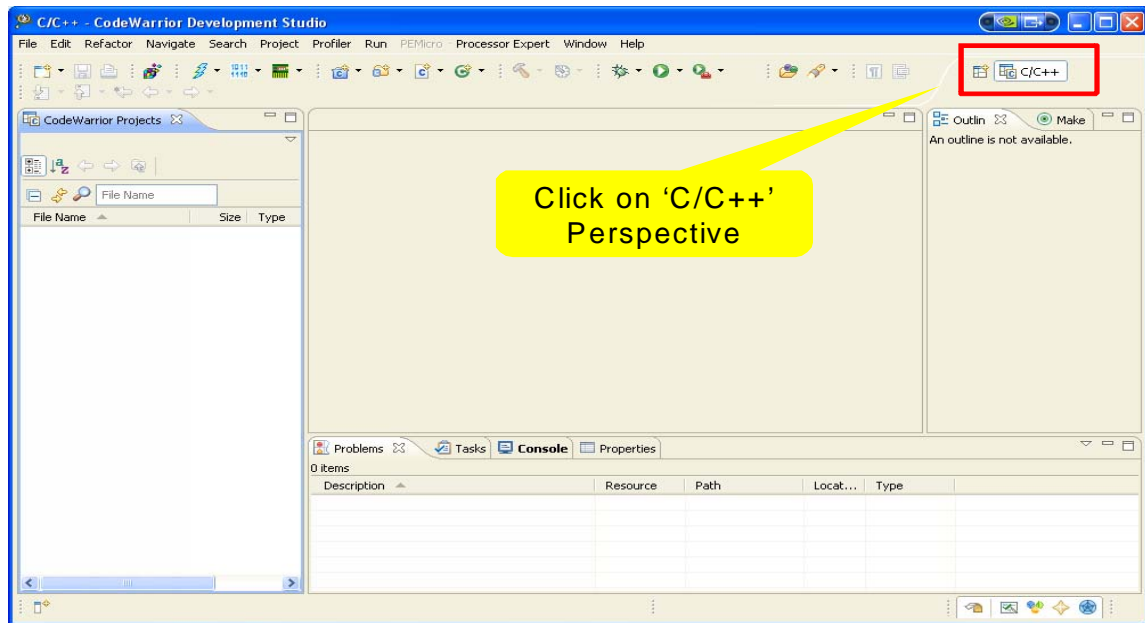 C/C++ - CodeWarrior Development Studio
File Edit Refactor Navigate Search Project Profiler Run PEMicro Processor Expert Window Help
C/C++
CodeWarrior Projects
Outlin Make
An outline is not available.
File Name
File Name Size Type
Click on ‘C/C++’
Perspective
Problems Tasks Console Properties
0 items
Description Resource Path Locat... Type